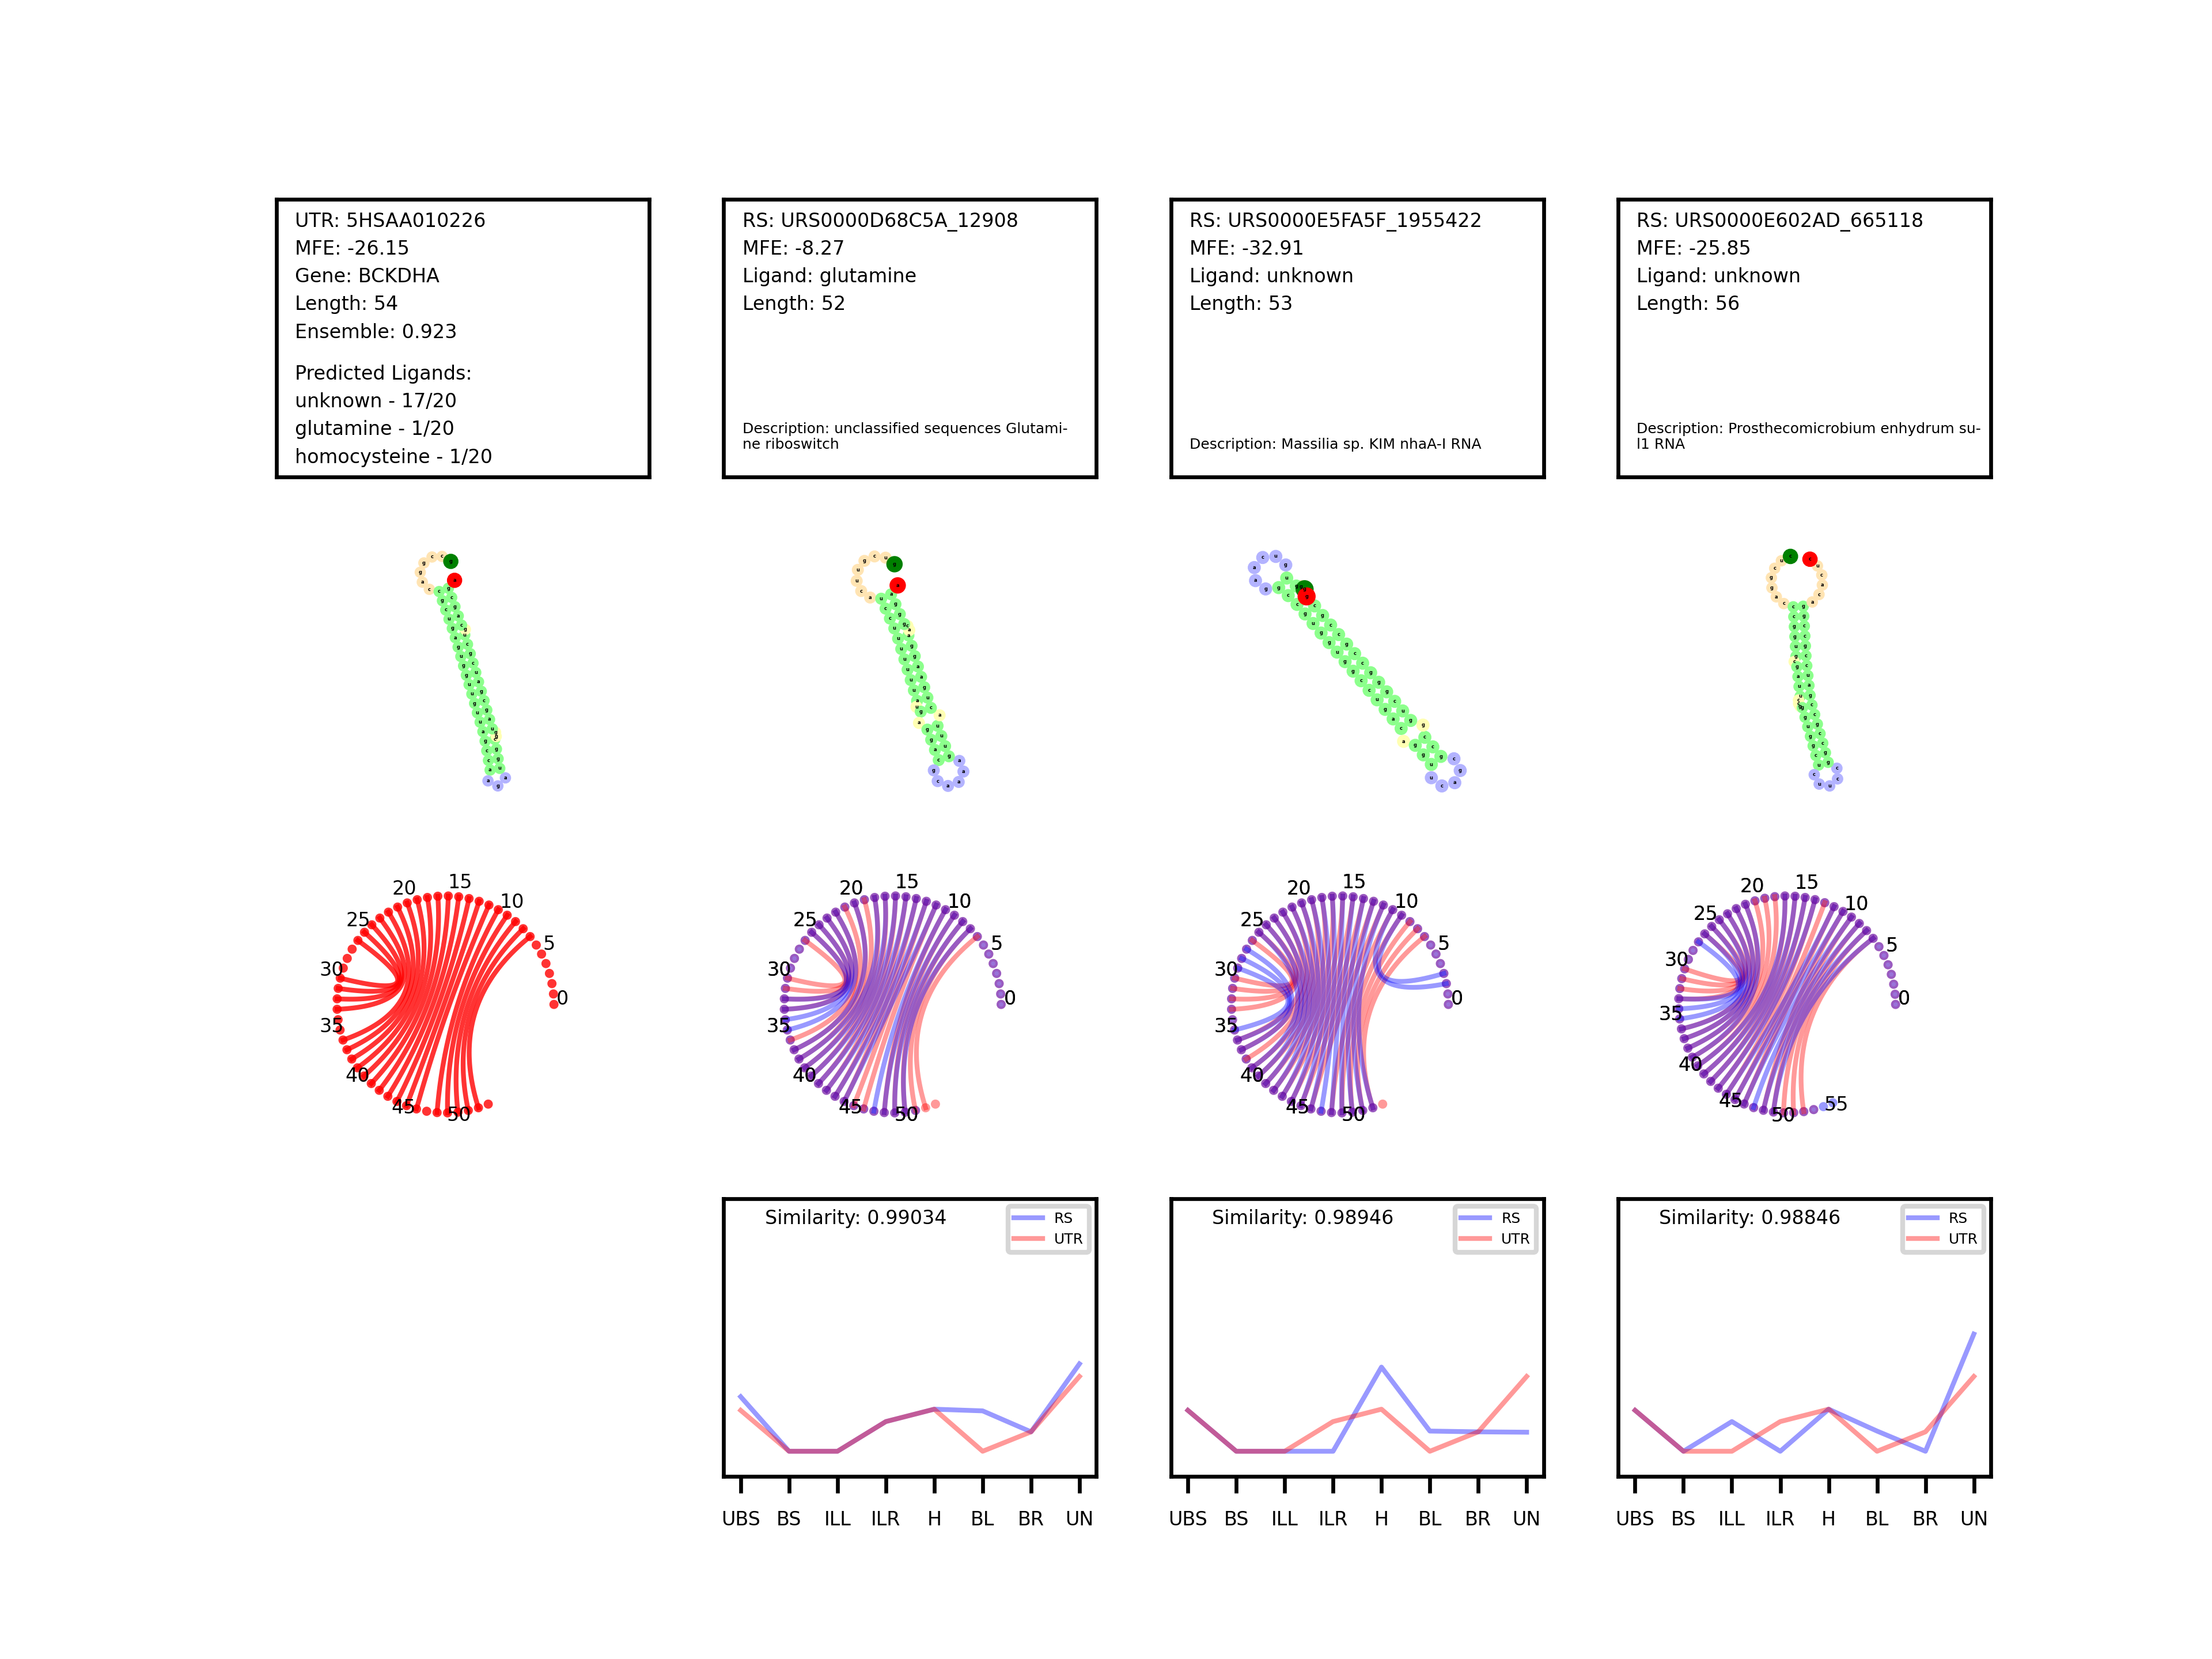 UTR: 5HSAA010226
MFE: -26.15
Gene: BCKDHA
Length: 54
Ensemble: 0.923
Predicted Ligands:
unknown - 17/20
glutamine - 1/20
homocysteine - 1/20
RS: URS0000D68C5A_12908
MFE: -8.27
Ligand: glutamine
Length: 52
Description: unclassified sequences Glutami-
ne riboswitch
RS: URS0000E5FA5F_1955422
MFE: -32.91
Ligand: unknown
Length: 53
Description: Massilia sp. KIM nhaA-I RNA
RS: URS0000E602AD_665118
MFE: -25.85
Ligand: unknown
Length: 56
Description: Prosthecomicrobium enhydrum su-
l1 RNA
0
5
10
15
20
25
30
35
40
45
50
0
5
10
15
20
25
30
35
40
45
50
0
5
10
15
20
25
30
35
40
45
50
0
5
10
15
20
25
30
35
40
45
50
55
Similarity: 0.99034
RS
UTR
UBS BS ILL ILR H BL BR UN
Similarity: 0.98946
RS
UTR
UBS BS ILL ILR H BL BR UN
Similarity: 0.98846
RS
UTR
UBS BS ILL ILR H BL BR UN